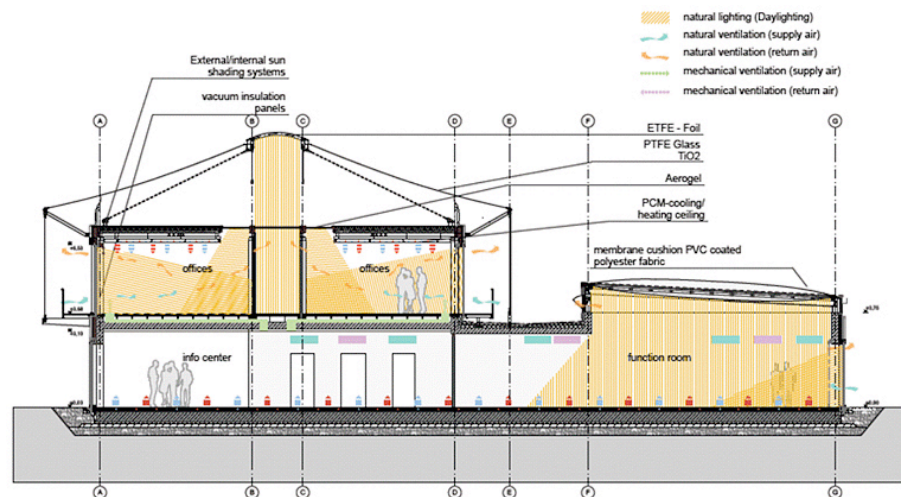 natural lighting (Daylighting)
natural ventilation (supply air)
natural ventilation (return air)
mechanical ventilation (supply air)
mechanical ventilation (return air)
External/internal sun
shading systems
vacuum insulation
panels
ETFE - Foil
PTFE Glass
TiO2
Aerogel
PCM-cooling/
heating ceiling
membrane cushion PVC coated
polyester fabric
A
B
C
D
E
F
G
offices
offices
info center
function room
A
B
C
D
E
F
G